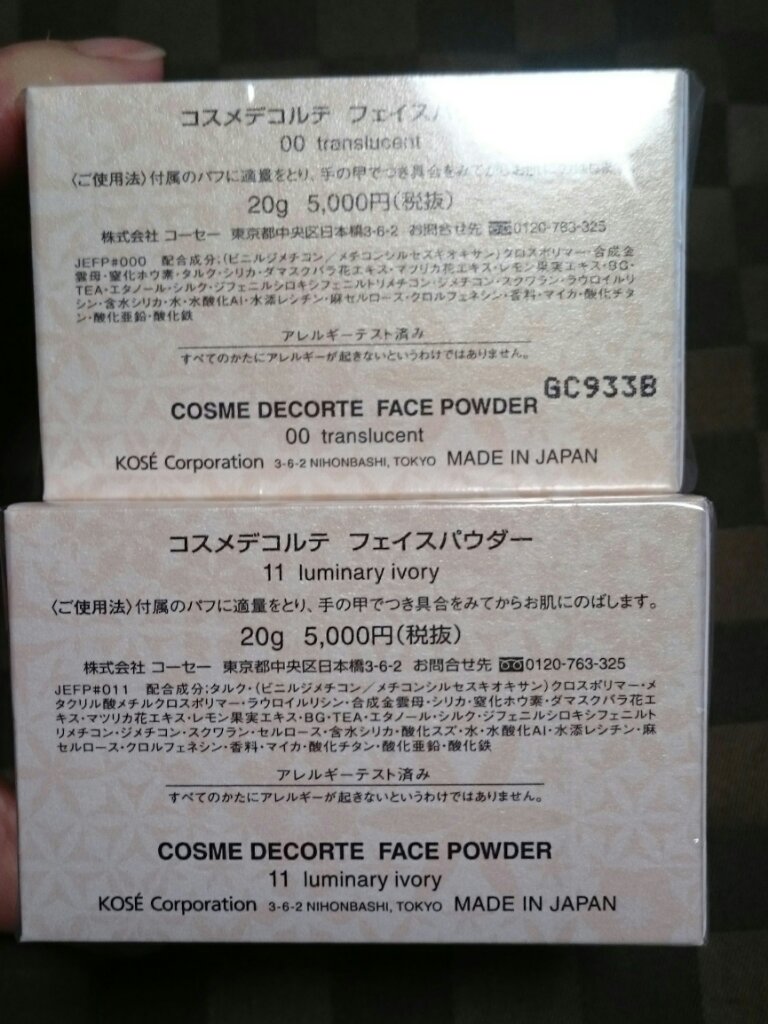 コスメデコルテ フェイスパ
00 translucent
〈ご使用法〉付属のパフに適量をとり、手の甲でつき具合をみてからお肌に
20g 5,000円(税抜)
株式会社 コーセー 東京都中央区日本橋3-6-2 お問合せ先 0120-763-325
JEFP#000 配合成分;(ビニルジメチコン／メチコンシルセスキオキサン)クロスポリマー・合成金
雲母・窒化ホウ素・タルク・シリカ・ダマスクバラ花エキス・マツリカ花エキス・レモン果実エキス・BG・
TEA・エタノール・シルク・ジフェニルシロキシフェニルトリメチコン・ジメチコン・スクワラン・ラウロイルリ
シン・含水シリカ・水・水酸化Al・水添レシチン・麻セルロース・クロルフェネシン・香料・マイカ・酸化チタ
ン・酸化亜鉛・酸化鉄
アレルギーテスト済み
すべてのかたにアレルギーが起きないというわけではありません。
GC933B
COSME DECORTE FACE POWDER
00 translucent
KOSÉ Corporation 3-6-2 NIHONBASHI, TOKYO MADE IN JAPAN
コスメデコルテ フェイスパウダー
11 luminary ivory
〈ご使用法〉付属のパフに適量をとり、手の甲でつき具合をみてからお肌にのばします。
20g 5,000円(税抜)
株式会社 コーセー 東京都中央区日本橋3-6-2 お問合せ先 0120-763-325
JEFP#011 配合成分;タルク・(ビニルジメチコン／メチコンシルセスキオキサン)クロスポリマー・メ
タクリル酸メチルクロスポリマー・ラウロイルリシン・合成金雲母・シリカ・窒化ホウ素・ダマスクバラ花エ
キス・マツリカ花エキス・レモン果実エキス・BG・TEA・エタノール・シルク・ジフェニルシロキシフェニルト
リメチコン・ジメチコン・スクワラン・セルロース・含水シリカ・酸化スズ・水・水酸化Al・水添レシチン・麻
セルロース・クロルフェネシン・香料・マイカ・酸化チタン・酸化亜鉛・酸化鉄
アレルギーテスト済み
すべてのかたにアレルギーが起きないというわけではありません。
COSME DECORTE FACE POWDER
11 luminary ivory
KOSÉ Corporation 3-6-2 NIHONBASHI, TOKYO MADE IN JAPAN